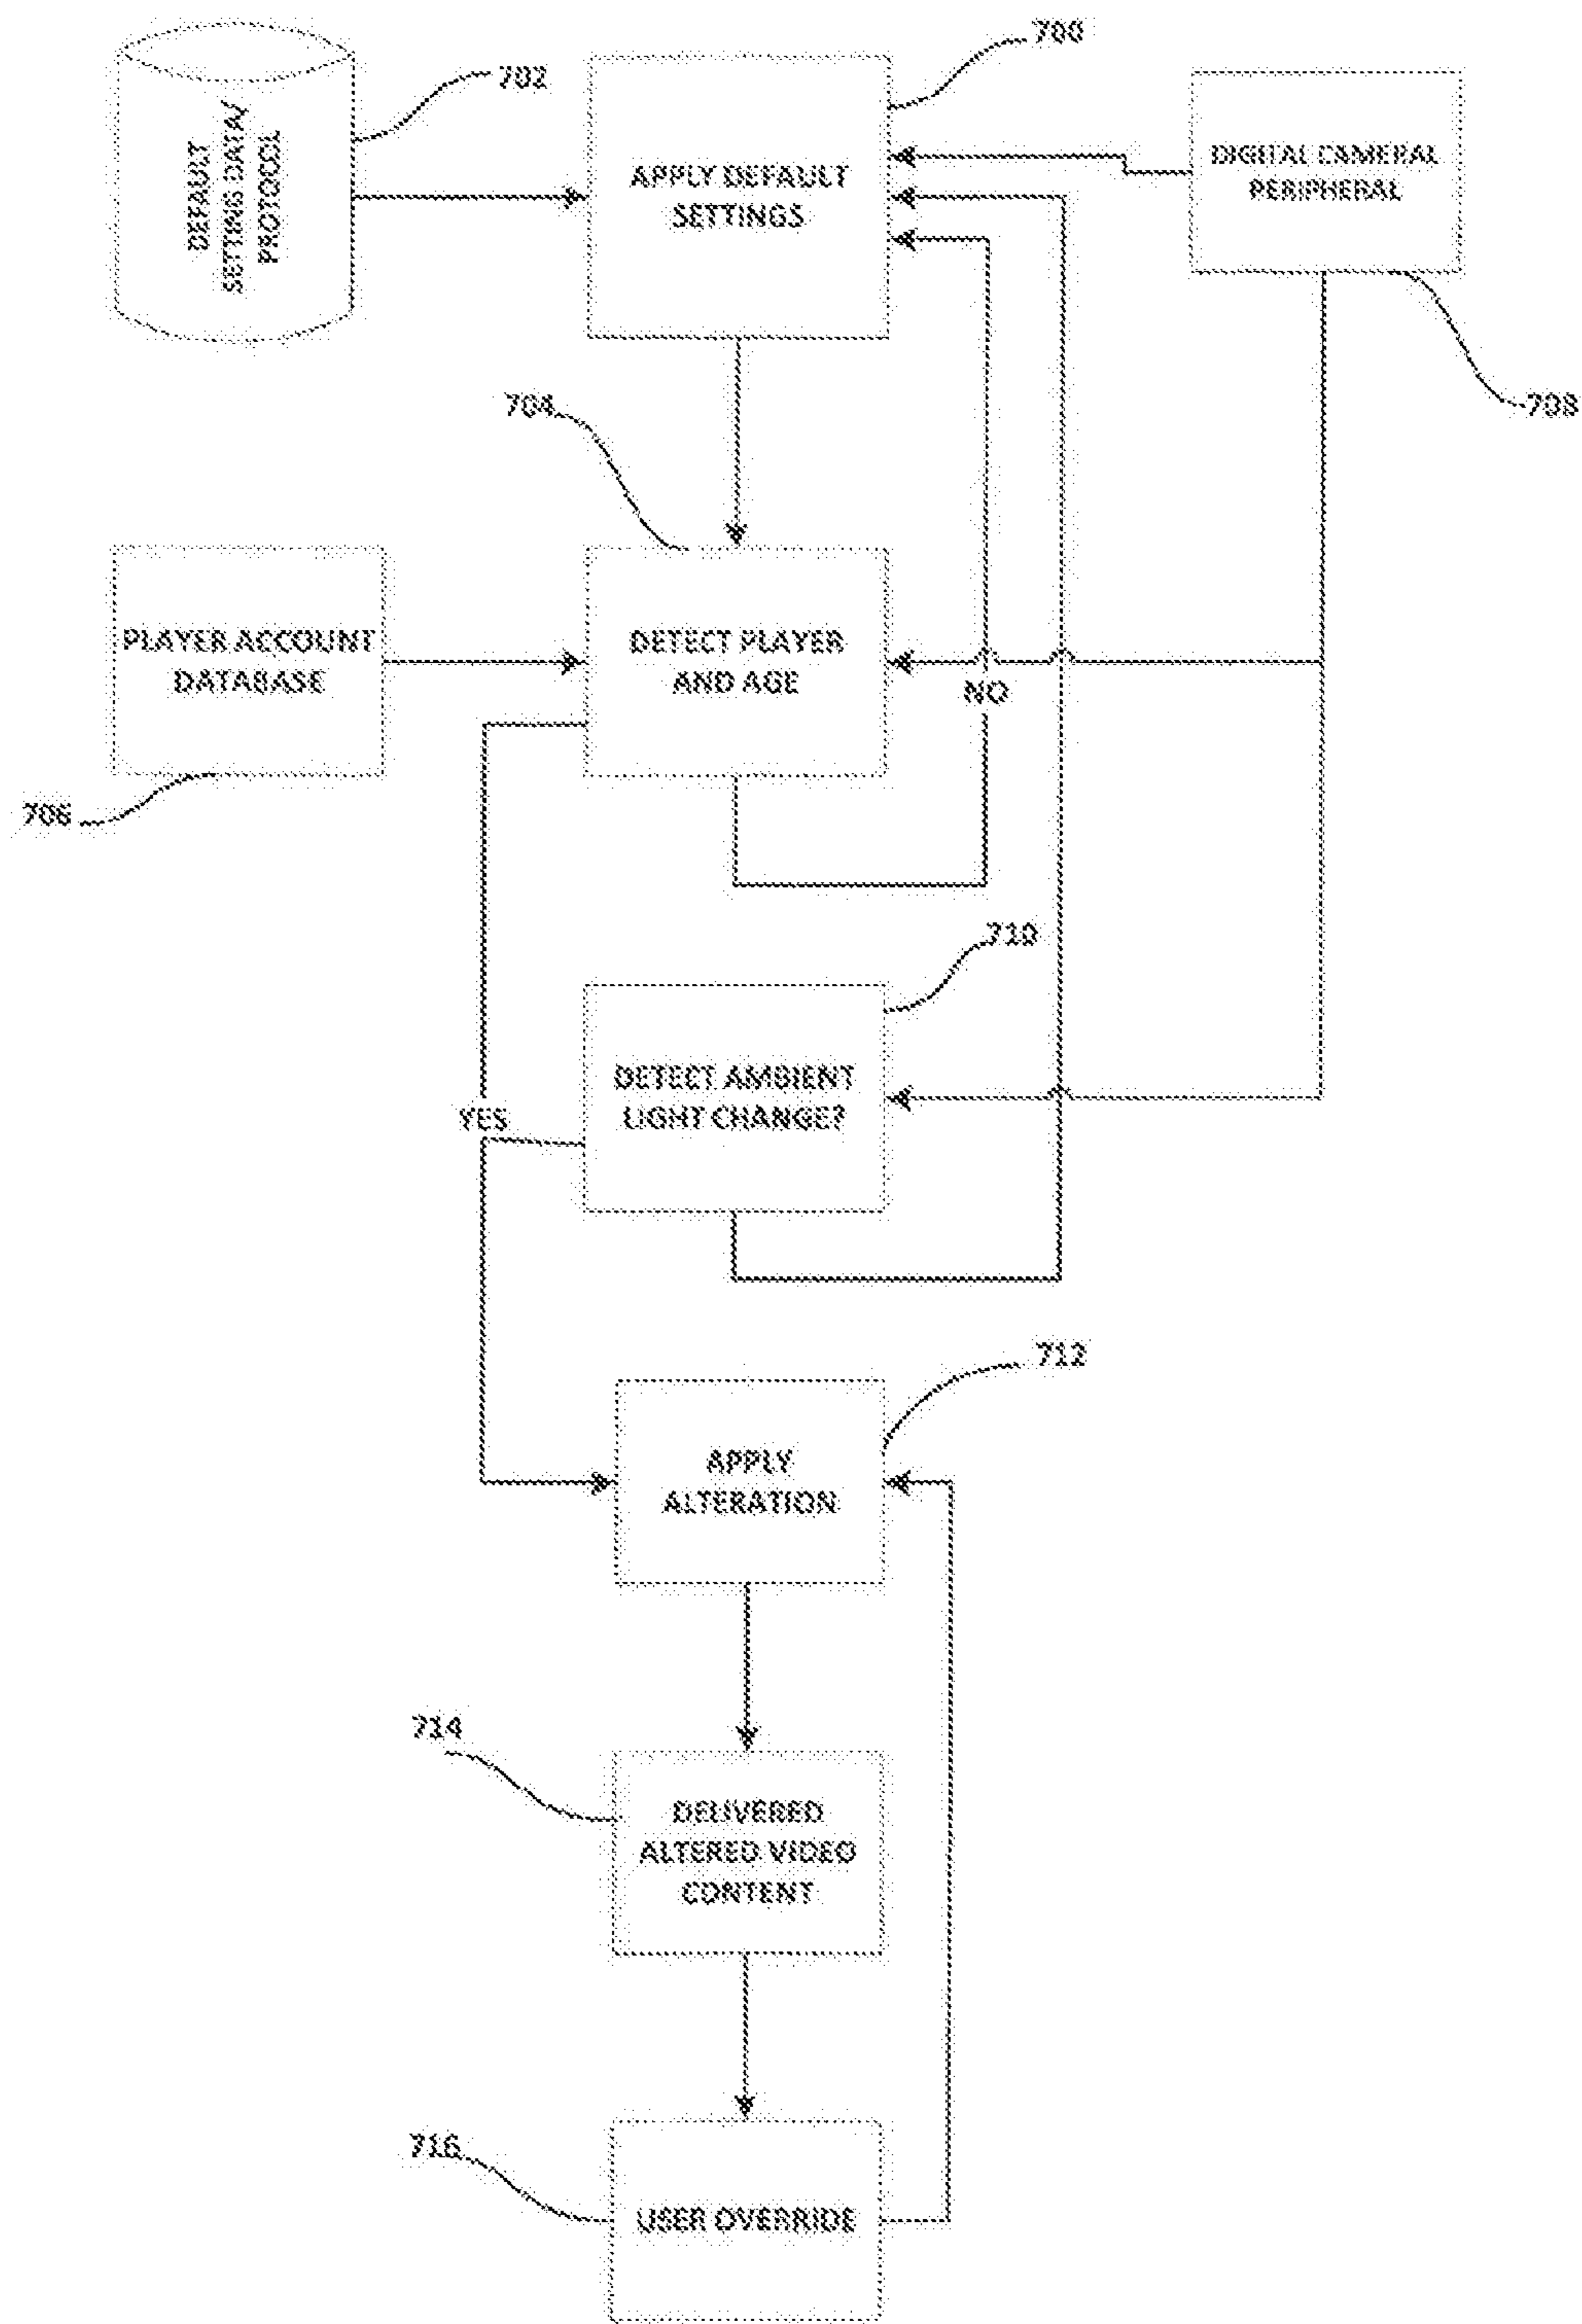 700
702
DEFAULT
SETTING DATA/
PROTOCOL
APPLY DEFAULT
SETTINGS
DIGITAL CAMERAL
PERIPHERAL
708
704
PLAYER ACCOUNT
DATABASE
DETECT PLAYER
AND AGE
NO
706
710
DETECT AMBIENT
LIGHT CHANGE?
YES
712
APPLY
ALTERATION
714
DELIVERED
ALTERED VIDEO
CONTENT
716
USER OVERRIDE